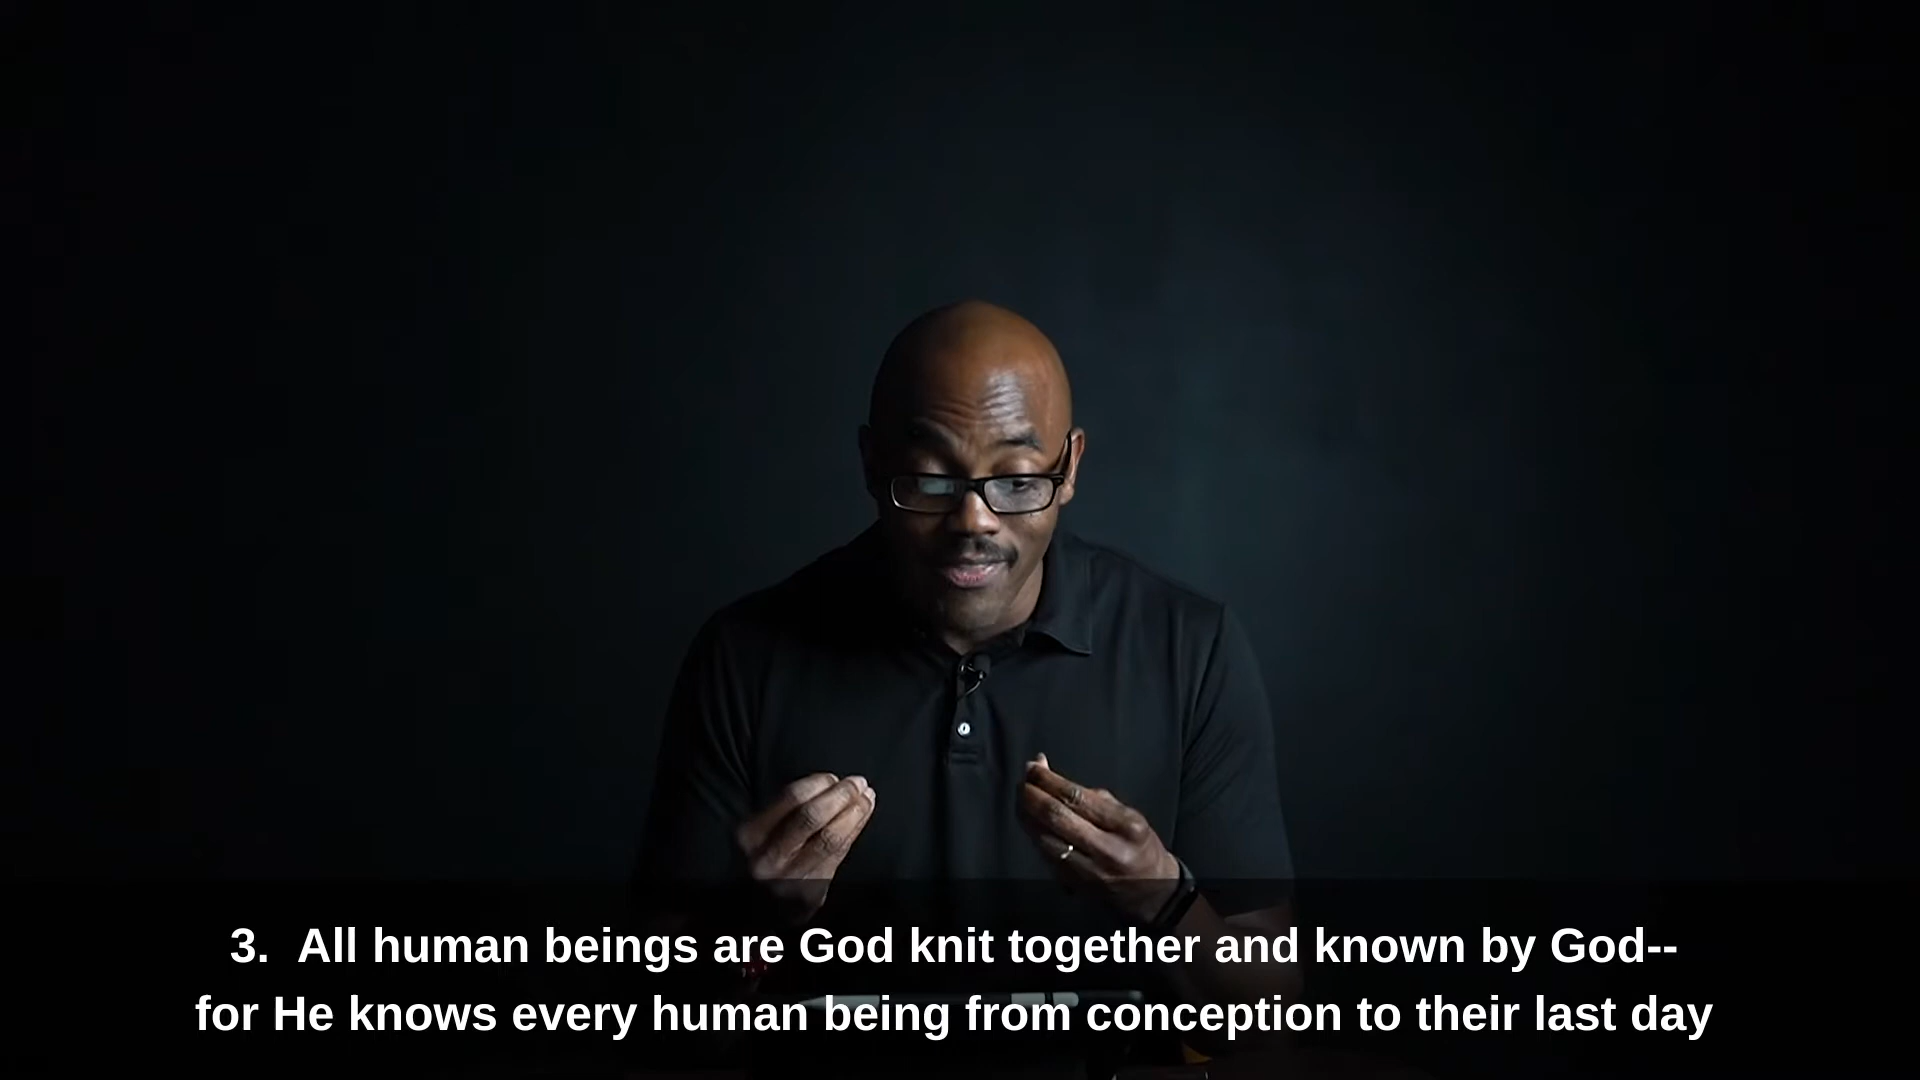 3.  All human beings are God knit together and known by God--
for He knows every human being from conception to their last day